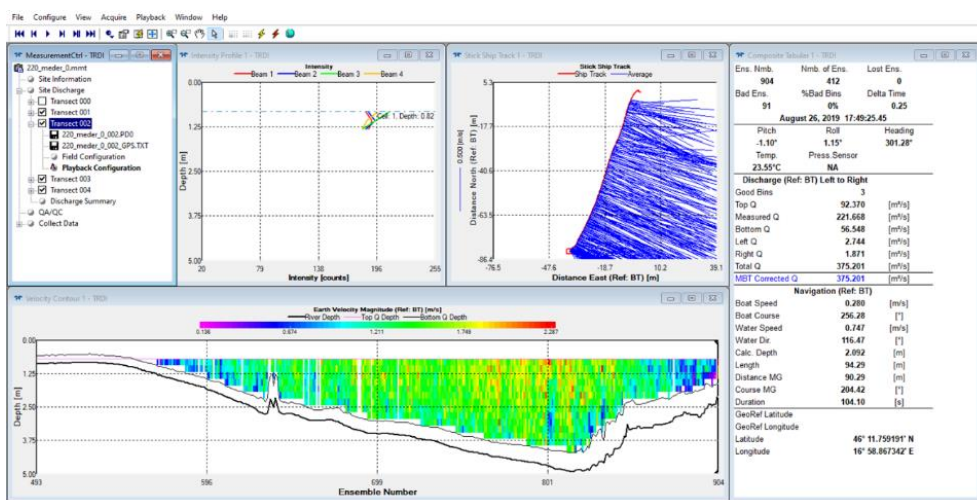 File Configure View Acquire Playback Window Help
MeasurementCtrl - TRDI
220_meder_0.mmt
Site Information
Site Discharge
Transect 000
Transect 001
Transect 002
220_meder_0_002.PD0
220_meder_0_002_GPS.TXT
Field Configuration
Playback Configuration
Transect 003
Transect 004
Discharge Summary
QA/QC
Collect Data
Intensity Profile 1 - TRDI
Intensity
Beam 1 Beam 2 Beam 3 Beam 4
0.00
1.25
2.50
3.75
5.00
Depth [m]
Cell: 1, Depth: 0.82
20 79 138 196 255
Intensity [counts]
Stick Ship Track 1 - TRDI
Stick Ship Track
Ship Track Average
0.500 [m/s]
Distance North (Ref: BT) [m]
5.3
-17.7
-40.6
-63.5
-86.4
-76.5 -47.6 -18.7 10.2 39.1
Distance East (Ref: BT) [m]
Composite Tabular 1 - TRDI
Ens. Nmb. Nmb. of Ens. Lost Ens.
904 412 0
Bad Ens. %Bad Bins Delta Time
91 0% 0.25
August 26, 2019 17:49:25.45
Pitch Roll Heading
-1.10° 1.15° 301.28°
Temp. Press.Sensor
23.55°C NA
Discharge (Ref: BT) Left to Right
Good Bins 3
Top Q 92.370 [m³/s]
Measured Q 221.668 [m³/s]
Bottom Q 56.548 [m³/s]
Left Q 2.744 [m³/s]
Right Q 1.871 [m³/s]
Total Q 375.201 [m³/s]
MBT Corrected Q 375.201 [m³/s]
Navigation (Ref: BT)
Boat Speed 0.280 [m/s]
Boat Course 256.28 [°]
Water Speed 0.747 [m/s]
Water Dir. 116.47 [°]
Calc. Depth 2.092 [m]
Length 94.29 [m]
Distance MG 90.29 [m]
Course MG 204.42 [°]
Duration 104.10 [s]
GeoRef Latitude
GeoRef Longitude
Latitude 46° 11.759191' N
Longitude 16° 58.867342' E
Velocity Contour 1 - TRDI
Earth Velocity Magnitude (Ref: BT) [m/s]
River Depth Top Q Depth Bottom Q Depth
0.136 0.674 1.211 1.749 2.287
0.00
1.25
2.50
3.75
5.00
Depth [m]
493 596 699 801 904
Ensemble Number